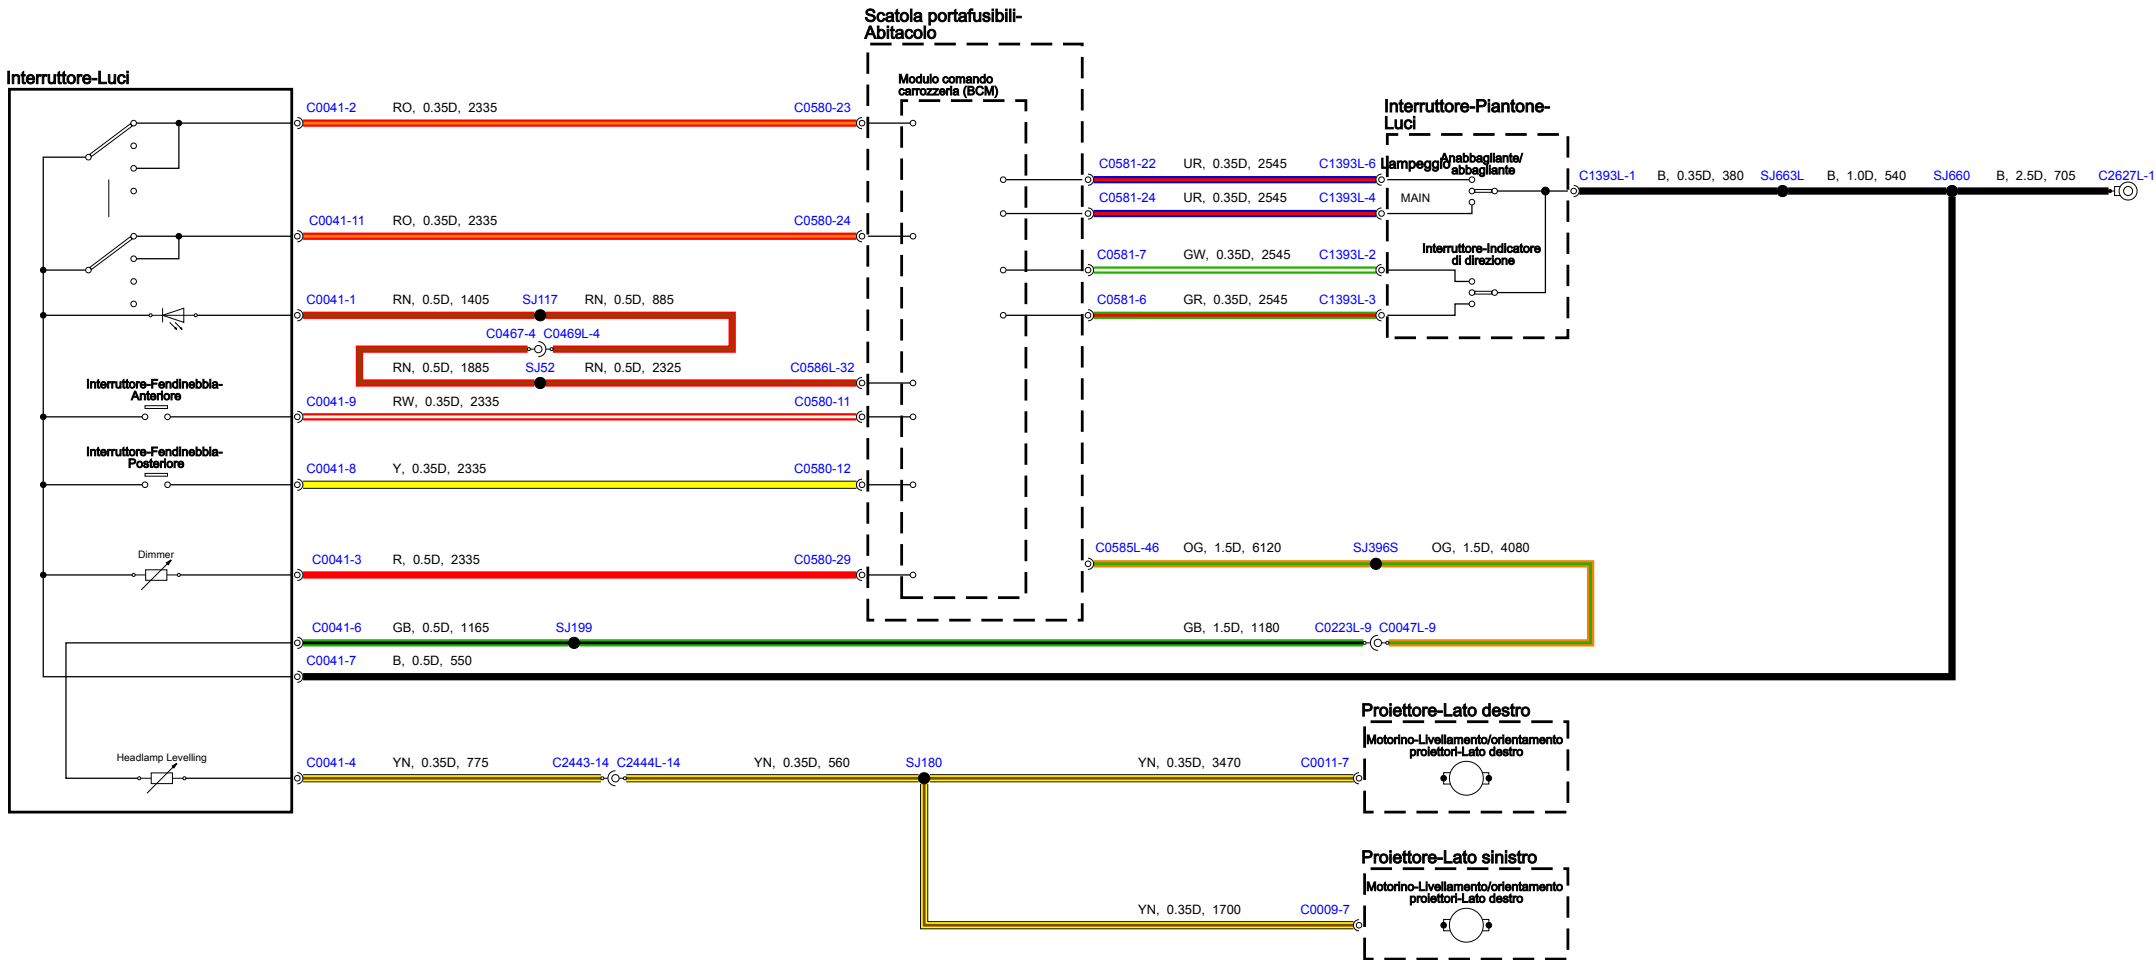 Scatola portafusibili-
Abitacolo
Interruttore-Luci
Modulo comando
carrozzeria (BCM)
C0041-2 RO, 0.35D, 2335 C0580-23
Interruttore-Piantone-
Luci
C0581-22 UR, 0.35D, 2545 C1393L-6 Lampeggio
Anabbagliante/
abbagliante
C1393L-1 B, 0.35D, 380 SJ663L B, 1.0D, 540 SJ660 B, 2.5D, 705 C2627L-1
C0581-24 UR, 0.35D, 2545 C1393L-4 MAIN
C0041-11 RO, 0.35D, 2335 C0580-24
Interruttore-Indicatore
di direzione
C0581-7 GW, 0.35D, 2545 C1393L-2
C0041-1 RN, 0.5D, 1405 SJ117 RN, 0.5D, 885
C0581-6 GR, 0.35D, 2545 C1393L-3
C0467-4 C0469L-4
RN, 0.5D, 1885 SJ52 RN, 0.5D, 2325 C0586L-32
Interruttore-Fendinebbia-
Anteriore
C0041-9 RW, 0.35D, 2335 C0580-11
Interruttore-Fendinebbia-
Posteriore
C0041-8 Y, 0.35D, 2335 C0580-12
C0585L-46 OG, 1.5D, 6120 SJ396S OG, 1.5D, 4080
Dimmer
C0041-3 R, 0.5D, 2335 C0580-29
C0041-6 GB, 0.5D, 1165 SJ199 GB, 1.5D, 1180 C0223L-9 C0047L-9
C0041-7 B, 0.5D, 550
Proiettore-Lato destro
Motorino-Livellamento/orientamento
proiettori-Lato destro
Headlamp Levelling
C0041-4 YN, 0.35D, 775 C2443-14 C2444L-14 YN, 0.35D, 560 SJ180 YN, 0.35D, 3470 C0011-7
Proiettore-Lato sinistro
Motorino-Livellamento/orientamento
proiettori-Lato destro
YN, 0.35D, 1700 C0009-7